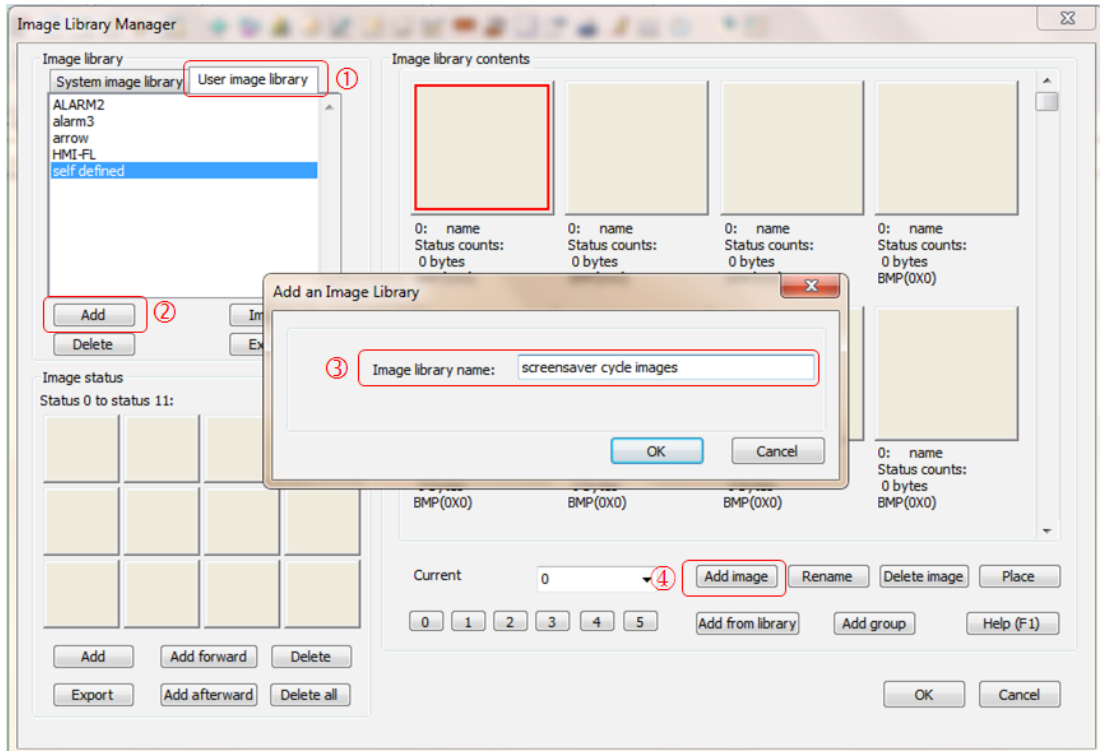 Image Library Manager
Image library
System image library
User image library
①
ALARM2
alarm3
arrow
HMI-FL
self defined
Add
②
Im
Delete
Ex
Image status
Status 0 to status 11:
Add
Add forward
Delete
Export
Add afterward
Delete all
Image library contents
0: name
Status counts:
0 bytes
0: name
Status counts:
0 bytes
0: name
Status counts:
0 bytes
0: name
Status counts:
0 bytes
BMP(0X0)
Add an Image Library
③
Image library name:
screensaver cycle images
OK
Cancel
BMP(0X0)
BMP(0X0)
BMP(0X0)
0: name
Status counts:
0 bytes
BMP(0X0)
Current
0
④
Add image
Rename
Delete image
Place
0 1 2 3 4 5
Add from library
Add group
Help (F1)
OK
Cancel